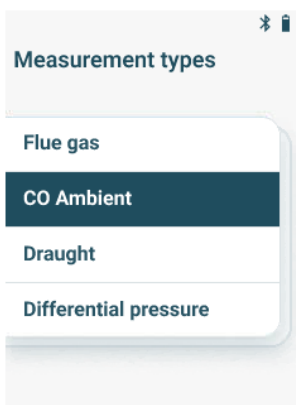 Measurement types
Flue gas
CO Ambient
Draught
Differential pressure